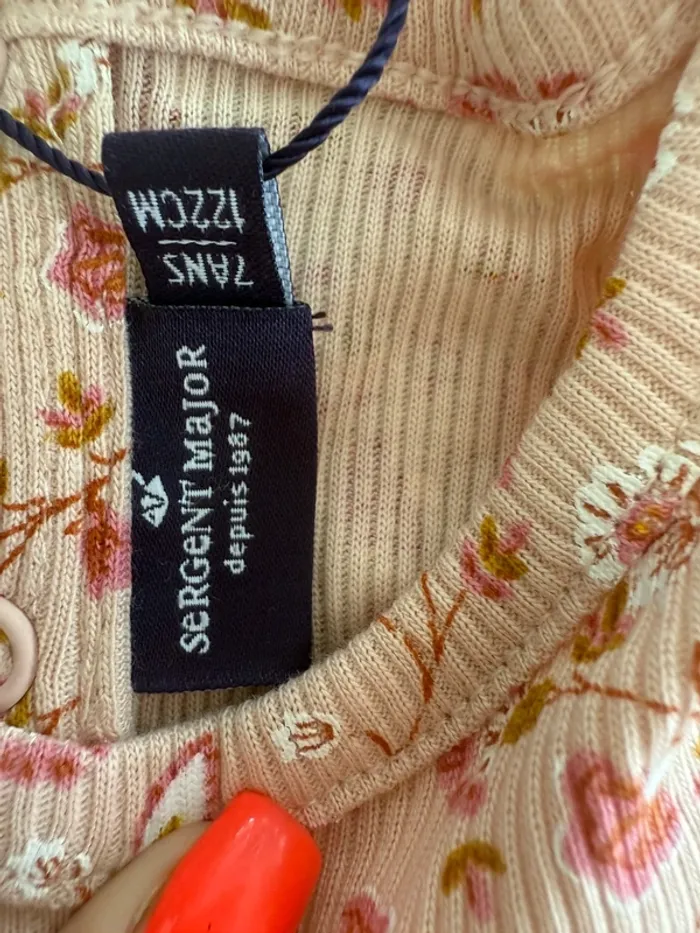 7ANS
122CM
SeRGeNT MaJOR
depuis 1987